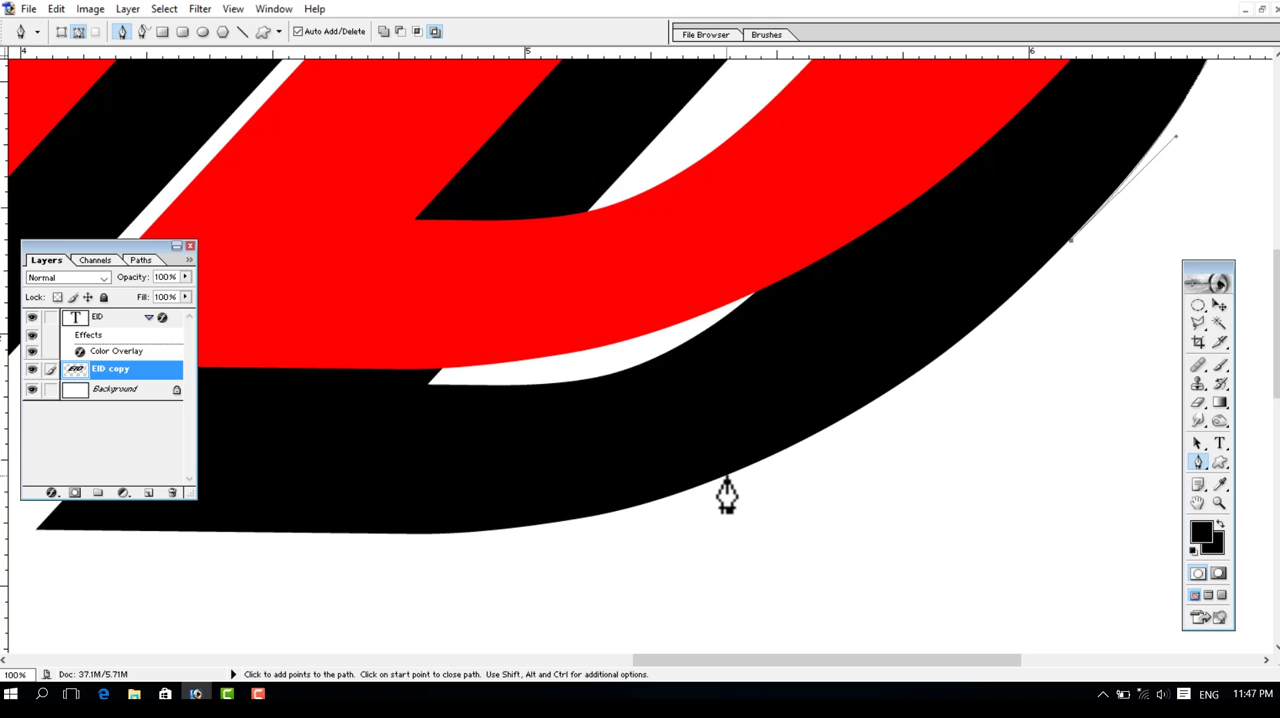 File Edit Image Layer Select Filter View Window Help
Auto Add/Delete
File Browser Brushes
4 5 6
Layers Channels Paths
Normal Opacity: 100%
Lock: Fill: 100%
T EID
Effects
Color Overlay
EID copy
Background
100% Doc: 37.1M/5.71M Click to add points to the path. Click on start point to close path. Use Shift, Alt and Ctrl for additional options.
ENG 11:47 PM